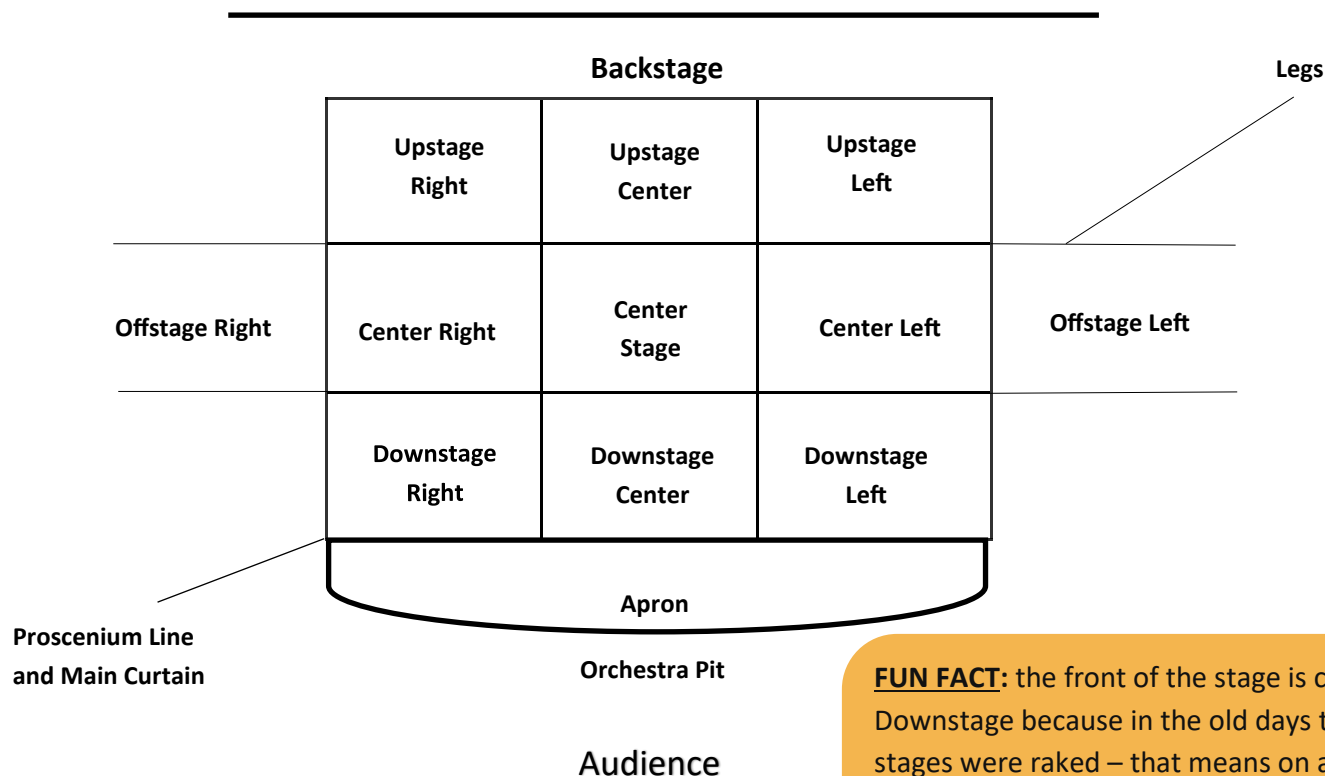 Backstage
Legs
Upstage
Right
Upstage
Center
Upstage
Left
Offstage Right
Center Right
Center
Stage
Center Left
Offstage Left
Downstage
Right
Downstage
Center
Downstage
Left
Apron
Proscenium Line
and Main Curtain
Orchestra Pit
Audience
FUN FACT: the front of the stage is
Downstage because in the old days
stages were raked – that means on